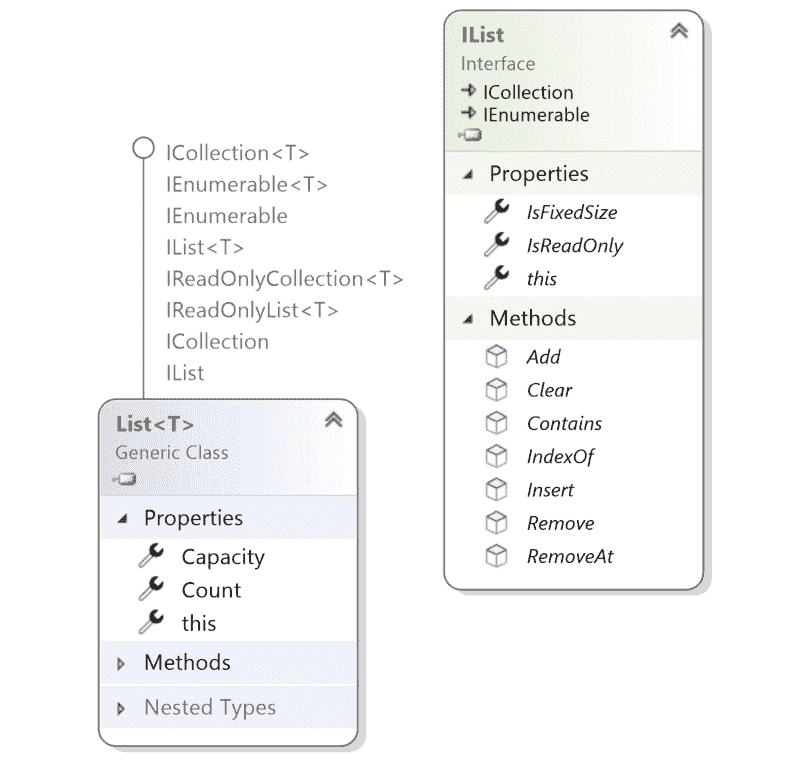 ICollection<T>
IEnumerable<T>
IEnumerable
IList<T>
IReadOnlyCollection<T>
IReadOnlyList<T>
ICollection
IList
List<T>
Generic Class
Properties
Capacity
Count
this
Methods
Nested Types
IList
Interface
ICollection
IEnumerable
Properties
IsFixedSize
IsReadOnly
this
Methods
Add
Clear
Contains
IndexOf
Insert
Remove
RemoveAt